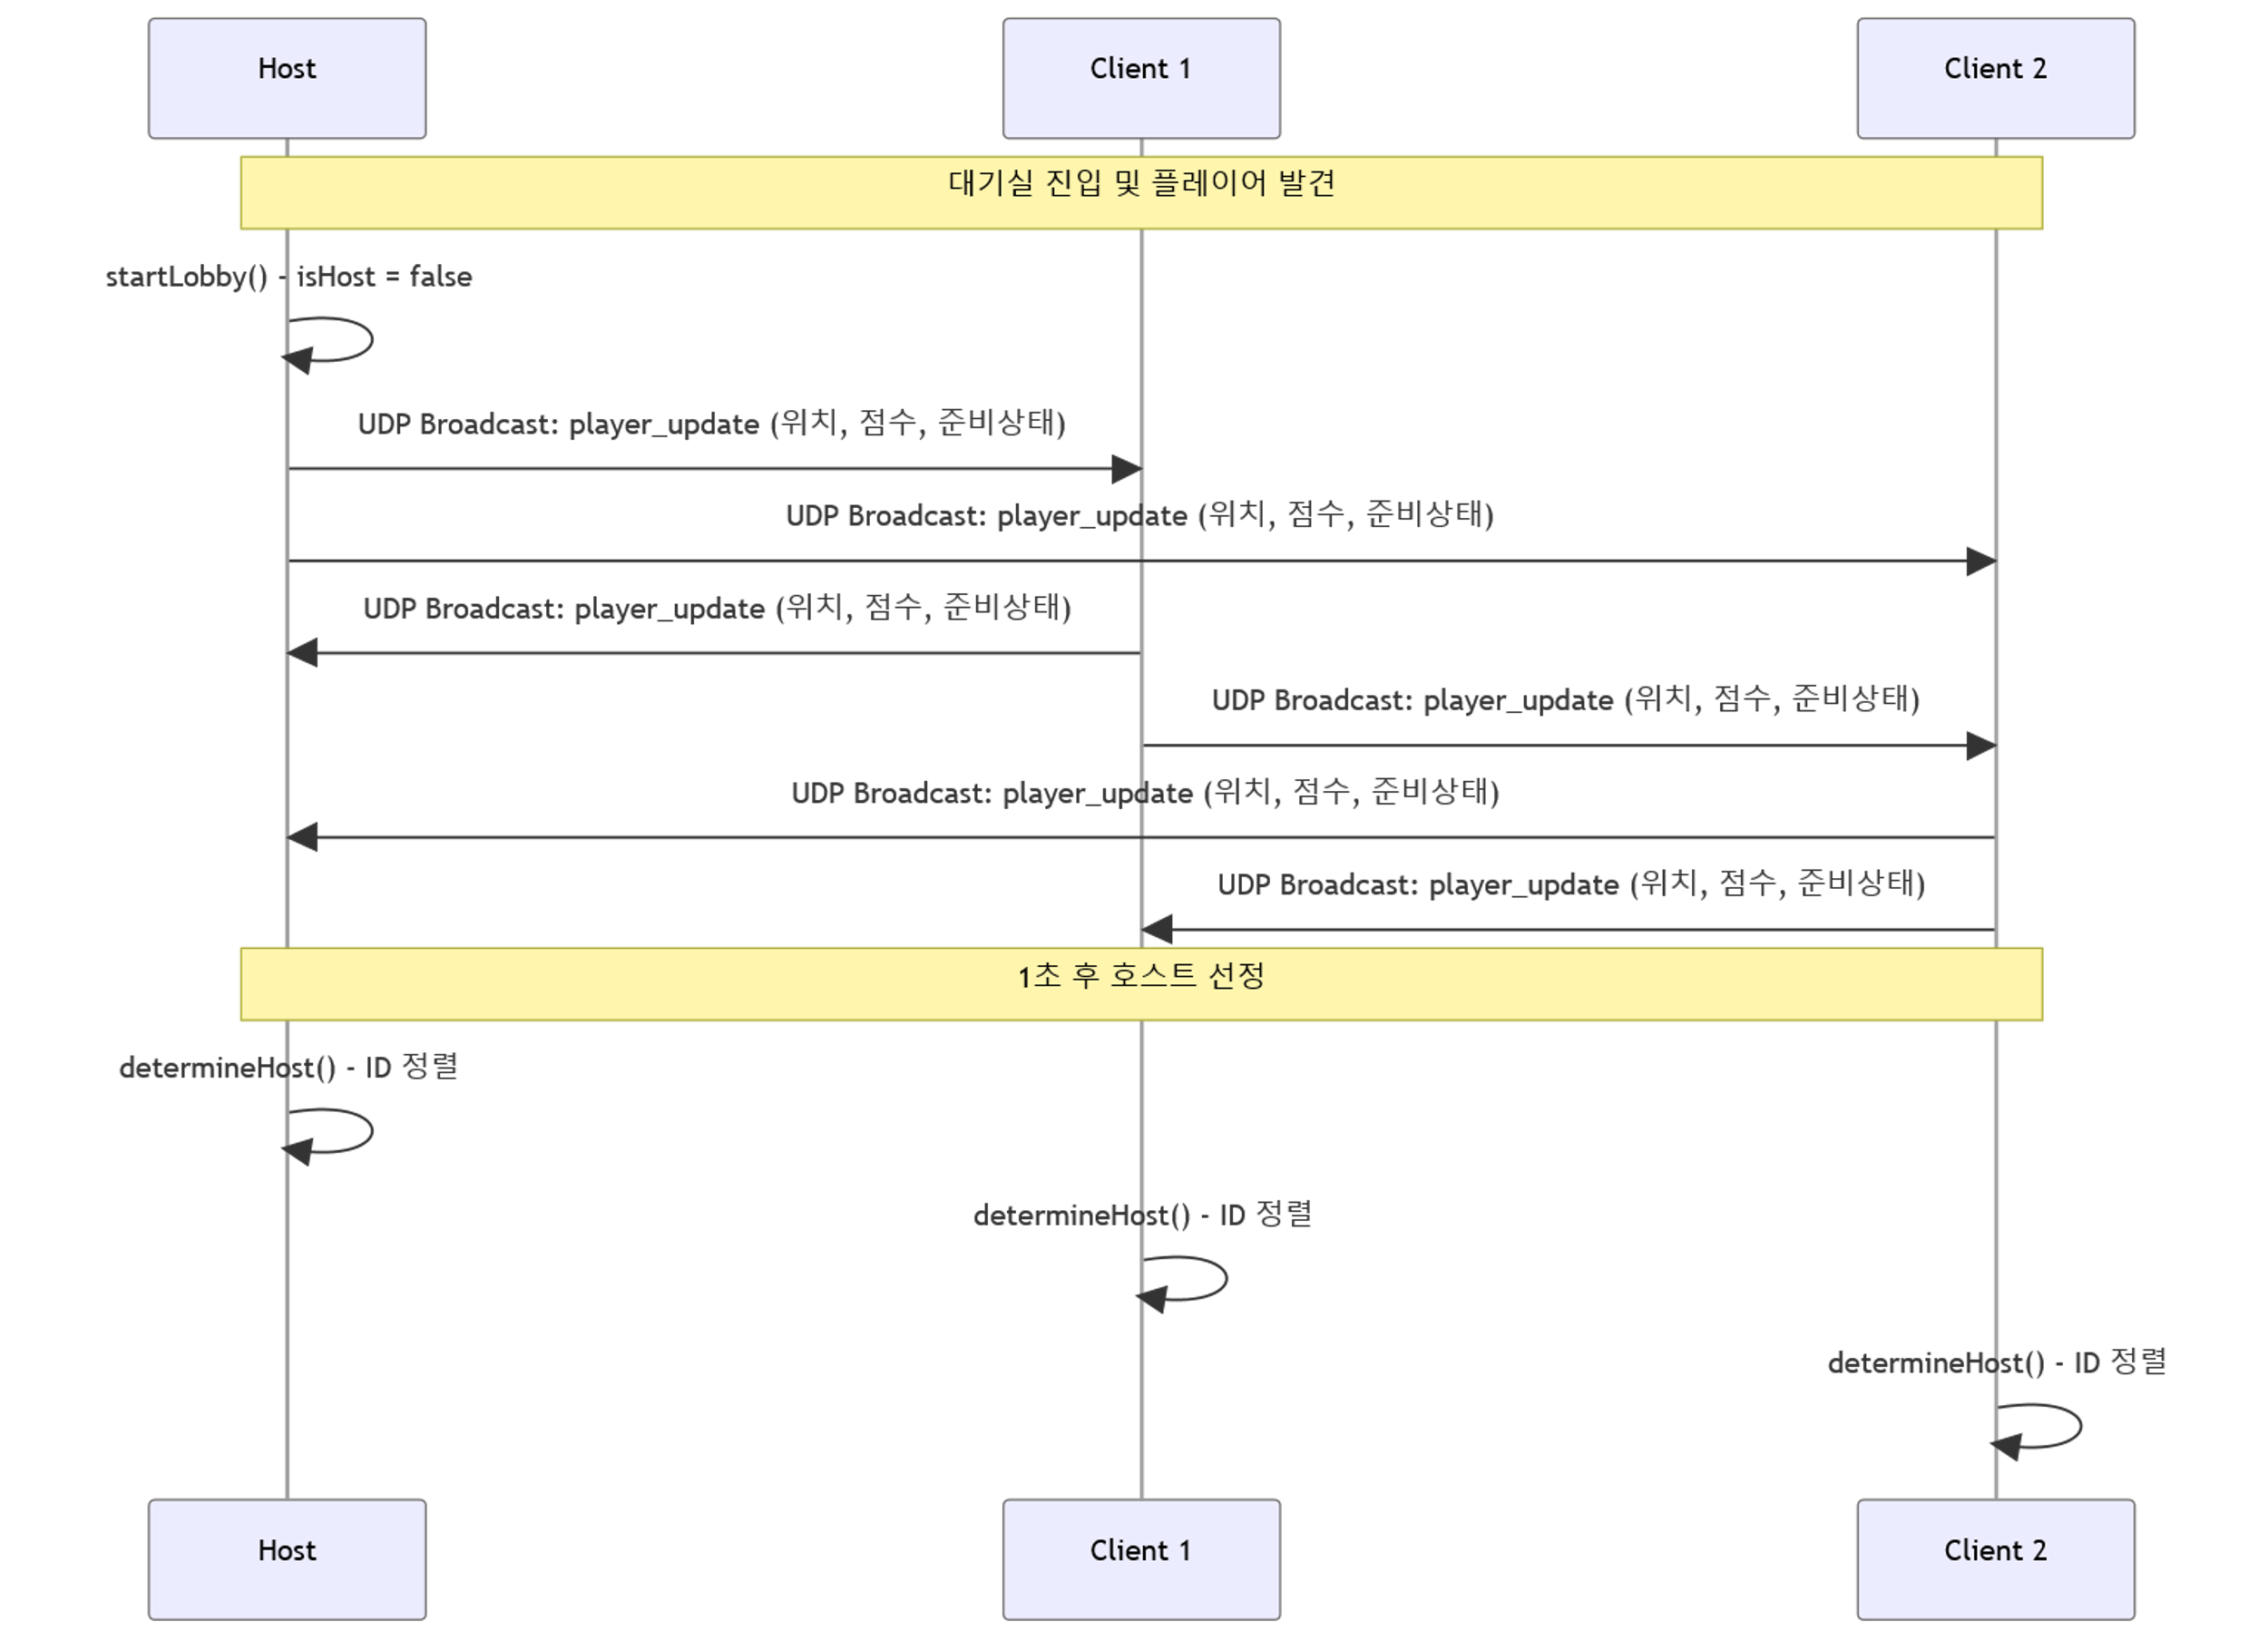 Host
Client 1
Client 2
대기실 진입 및 플레이어 발견
startLobby() - isHost = false
UDP Broadcast: player_update (위치, 점수, 준비상태)
UDP Broadcast: player_update (위치, 점수, 준비상태)
UDP Broadcast: player_update (위치, 점수, 준비상태)
UDP Broadcast: player_update (위치, 점수, 준비상태)
UDP Broadcast: player_update (위치, 점수, 준비상태)
UDP Broadcast: player_update (위치, 점수, 준비상태)
1초 후 호스트 선정
determineHost() - ID 정렬
determineHost() - ID 정렬
determineHost() - ID 정렬
Host
Client 1
Client 2